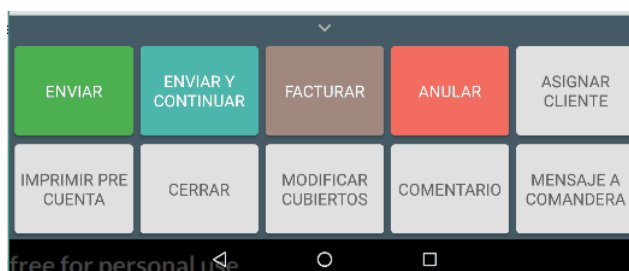 ENVIAR
ENVIAR Y
CONTINUAR
FACTURAR
ANULAR
ASIGNAR
CLIENTE
IMPRIMIR PRE
CUENTA
CERRAR
MODIFICAR
CUBIERTOS
COMENTARIO
MENSAJE A
COMANDERA
free for personal use